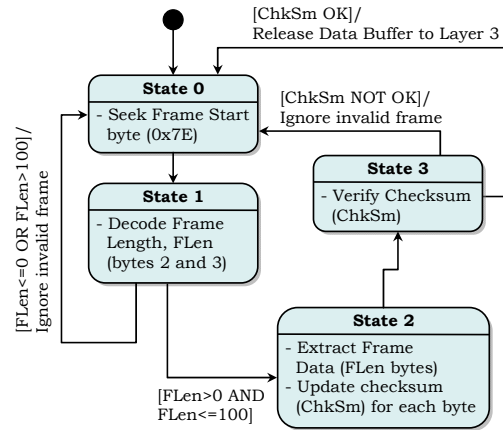 [ChkSm OK]/
Release Data Buffer to Layer 3
State 0
- Seek Frame Start
byte (0x7E)
[ChkSm NOT OK]/
Ignore invalid frame
[FLen<=0 OR FLen>100]/
Ignore invalid frame
State 1
- Decode Frame
Length, FLen
(bytes 2 and 3)
State 3
- Verify Checksum
(ChkSm)
State 2
- Extract Frame
Data (FLen bytes)
- Update checksum
(ChkSm) for each byte
[FLen>0 AND
FLen<=100]